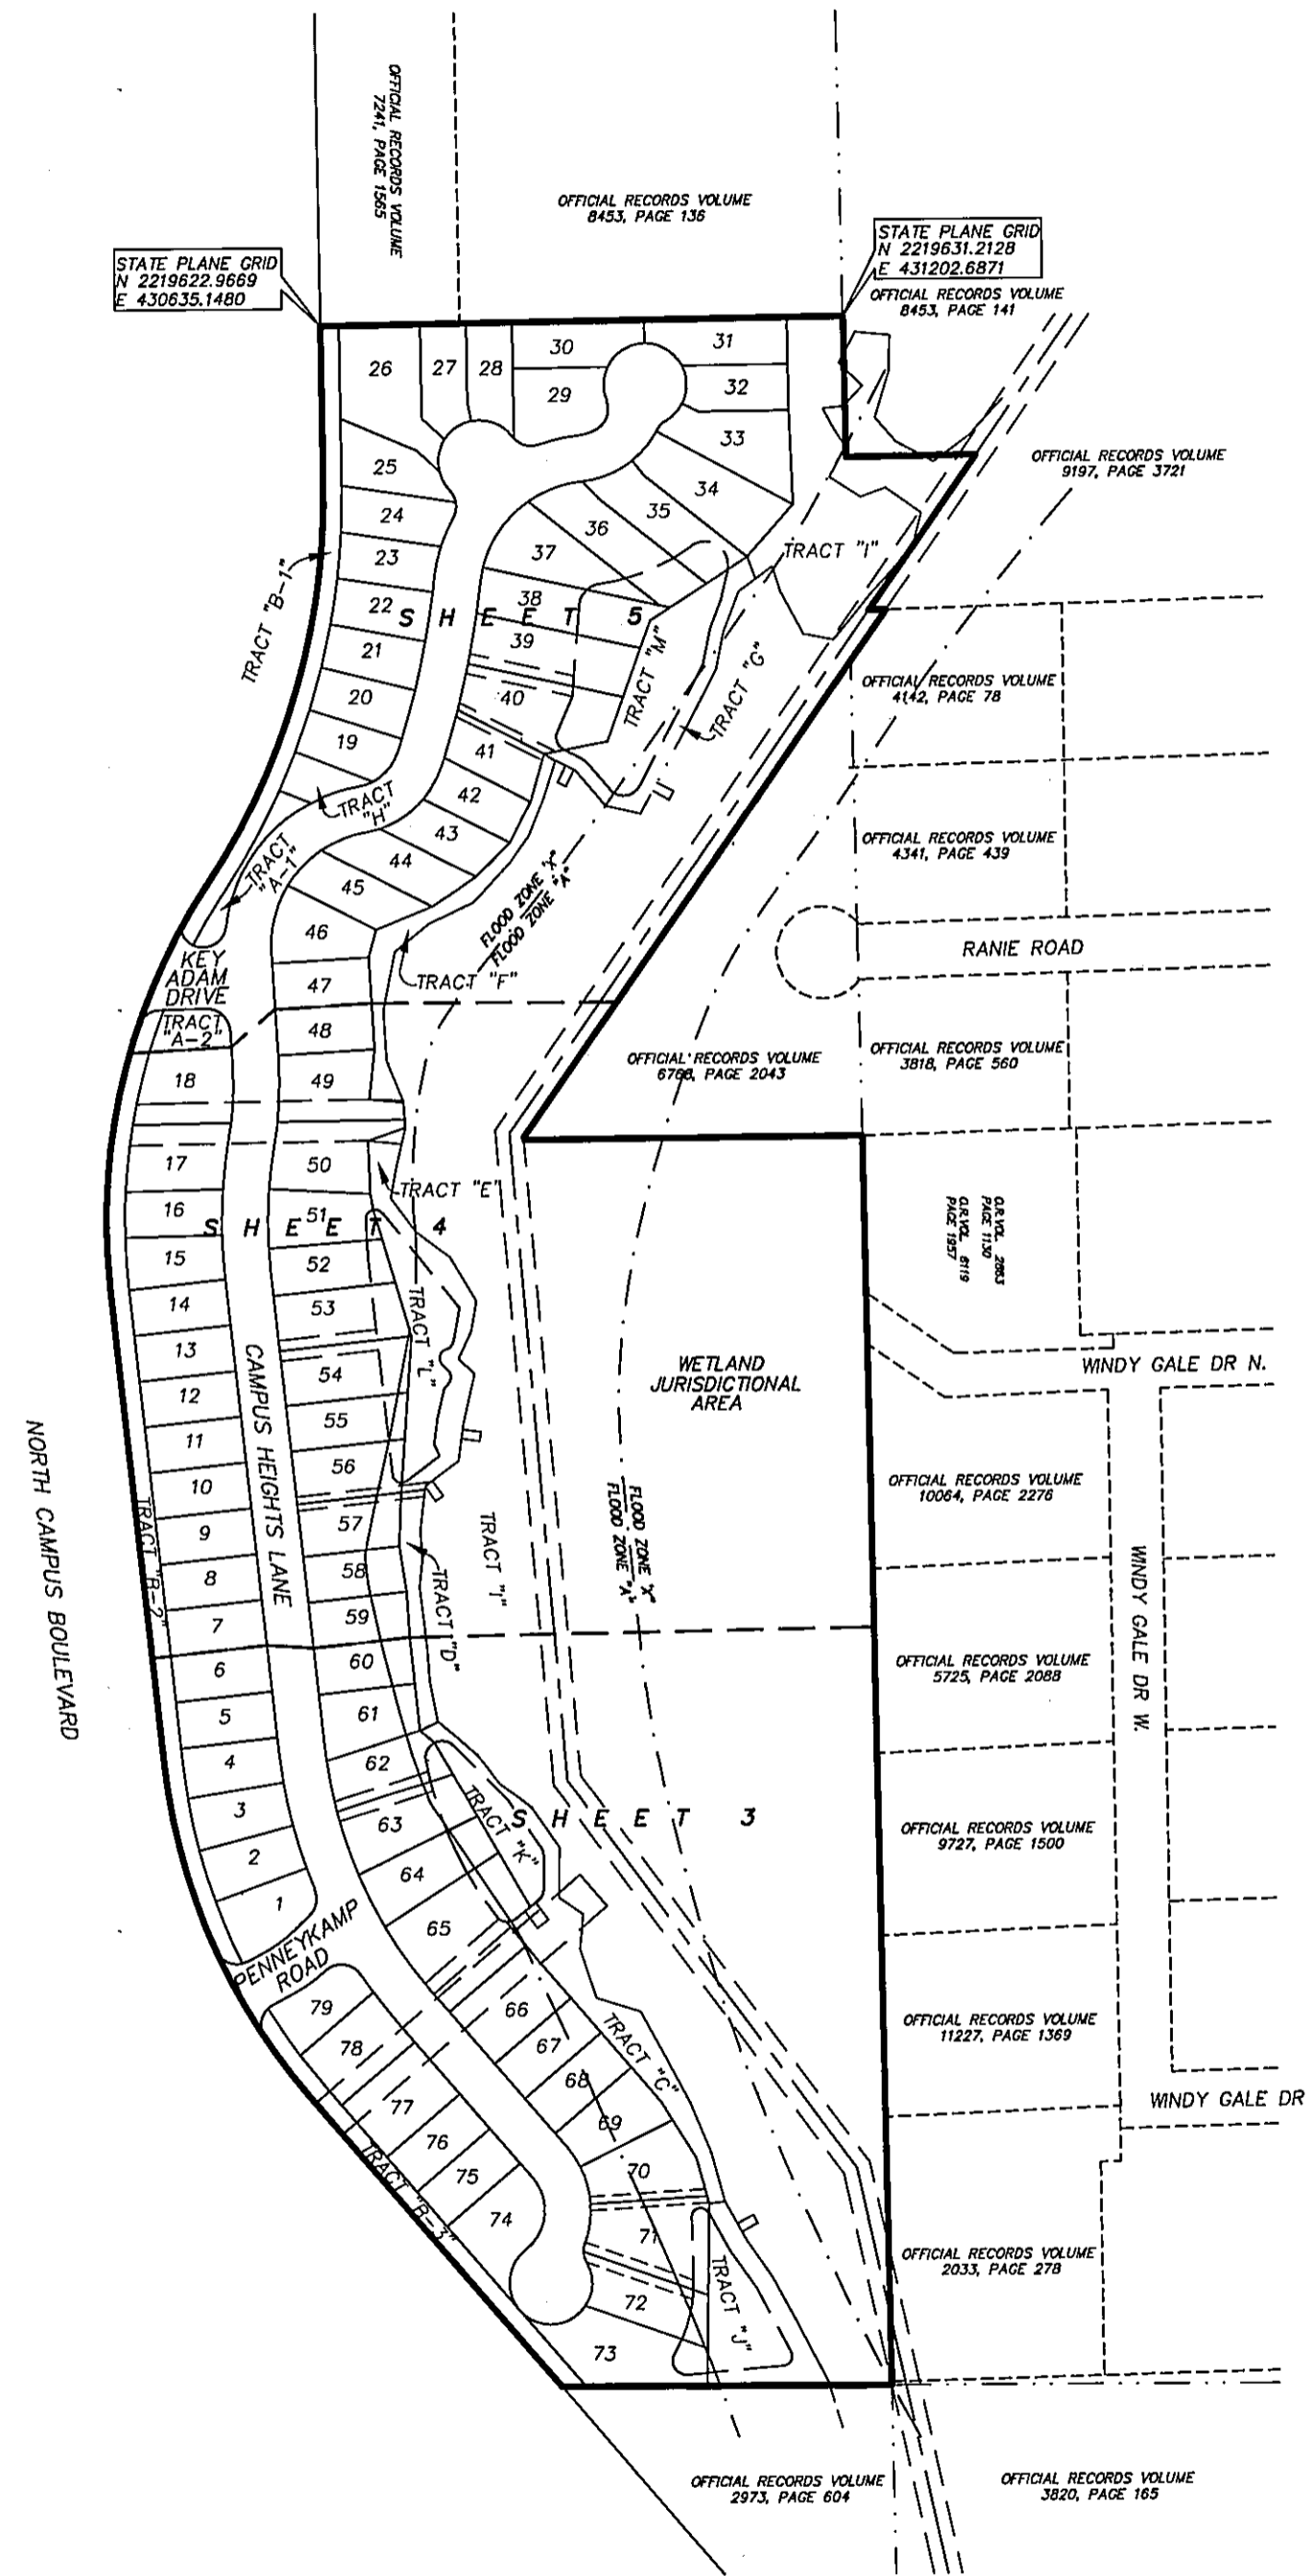 OFFICIAL RECORDS VOLUME
7241, PAGE 1565
OFFICIAL RECORDS VOLUME
8453, PAGE 136
STATE PLANE GRID
N 2219622.9669
E 430635.1480
STATE PLANE GRID
N 2219631.2128
E 431202.6871
OFFICIAL RECORDS VOLUME
8453, PAGE 141
26
27
28
30
29
31
32
33
34
35
36
37
38
39
40
41
42
43
44
45
46
47
48
49
25
24
23
22
21
20
19
SHEET 5
OFFICIAL RECORDS VOLUME
9197, PAGE 3721
TRACT "I"
TRACT "B-1"
TRACT "M"
TRACT "G"
OFFICIAL RECORDS VOLUME
4142, PAGE 78
TRACT
"H"
TRACT
"A-1"
OFFICIAL RECORDS VOLUME
4341, PAGE 439
FLOOD ZONE "X"
FLOOD ZONE "A"
KEY
ADAM
DRIVE
TRACT "F"
RANIE ROAD
TRACT
"A-2"
OFFICIAL RECORDS VOLUME
6768, PAGE 2043
OFFICIAL RECORDS VOLUME
3818, PAGE 560
18
17
16
15
14
13
12
11
10
9
8
7
50
51
52
53
54
55
56
57
58
59
TRACT "E"
SHEET 4
O.R.VOL. 2863
PAGE 1130
O.R.VOL. 6119
PAGE 1957
TRACT "L"
CAMPUS HEIGHTS LANE
WETLAND
JURISDICTIONAL
AREA
WINDY GALE DR N.
NORTH CAMPUS BOULEVARD
TRACT "B-2"
TRACT "I"
FLOOD ZONE "X"
FLOOD ZONE "A"
OFFICIAL RECORDS VOLUME
10064, PAGE 2276
TRACT "D"
WINDY GALE DR W.
OFFICIAL RECORDS VOLUME
5725, PAGE 2088
6
5
4
3
2
1
60
61
62
63
64
65
66
67
68
69
70
71
72
73
TRACT "K"
SHEET 3
OFFICIAL RECORDS VOLUME
9727, PAGE 1500
PENNEYKAMP
ROAD
79
78
77
76
75
74
TRACT "C"
OFFICIAL RECORDS VOLUME
11227, PAGE 1369
WINDY GALE DR
TRACT "B-3"
TRACT "J"
OFFICIAL RECORDS VOLUME
2033, PAGE 278
OFFICIAL RECORDS VOLUME
2973, PAGE 604
OFFICIAL RECORDS VOLUME
3820, PAGE 165